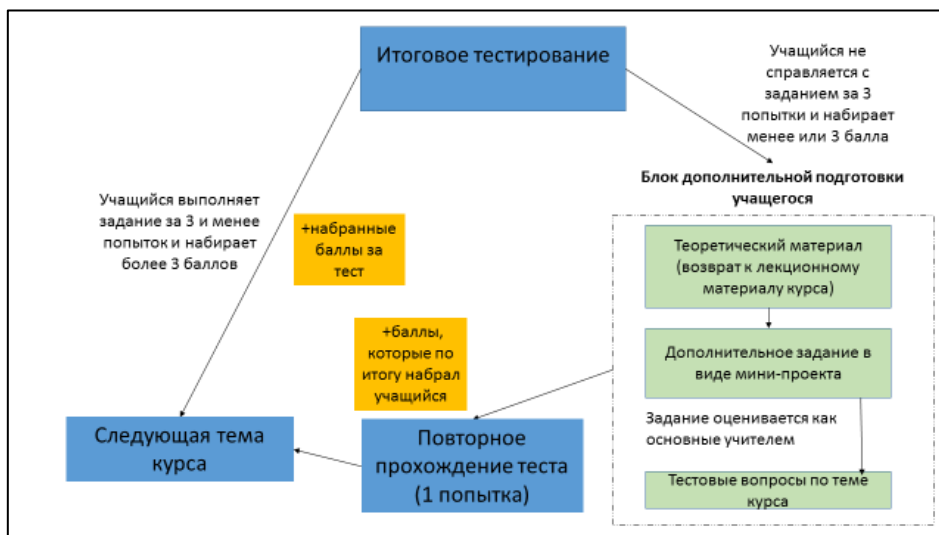 Итоговое тестирование
Учащийся не
справляется с
заданием за 3
попытки и набирает
менее или 3 балла
Блок дополнительной подготовки
учащегося
Учащийся выполняет
задание за 3 и менее
попыток и набирает
более 3 баллов
+набранные
баллы за
тест
Теоретический материал
(возврат к лекционному
материалу курса)
+баллы,
которые по
итогу набрал
учащийся
Дополнительное задание в
виде мини-проекта
Задание оценивается как
основные учителем
Следующая тема
курса
Повторное
прохождение теста
(1 попытка)
Тестовые вопросы по теме
курса